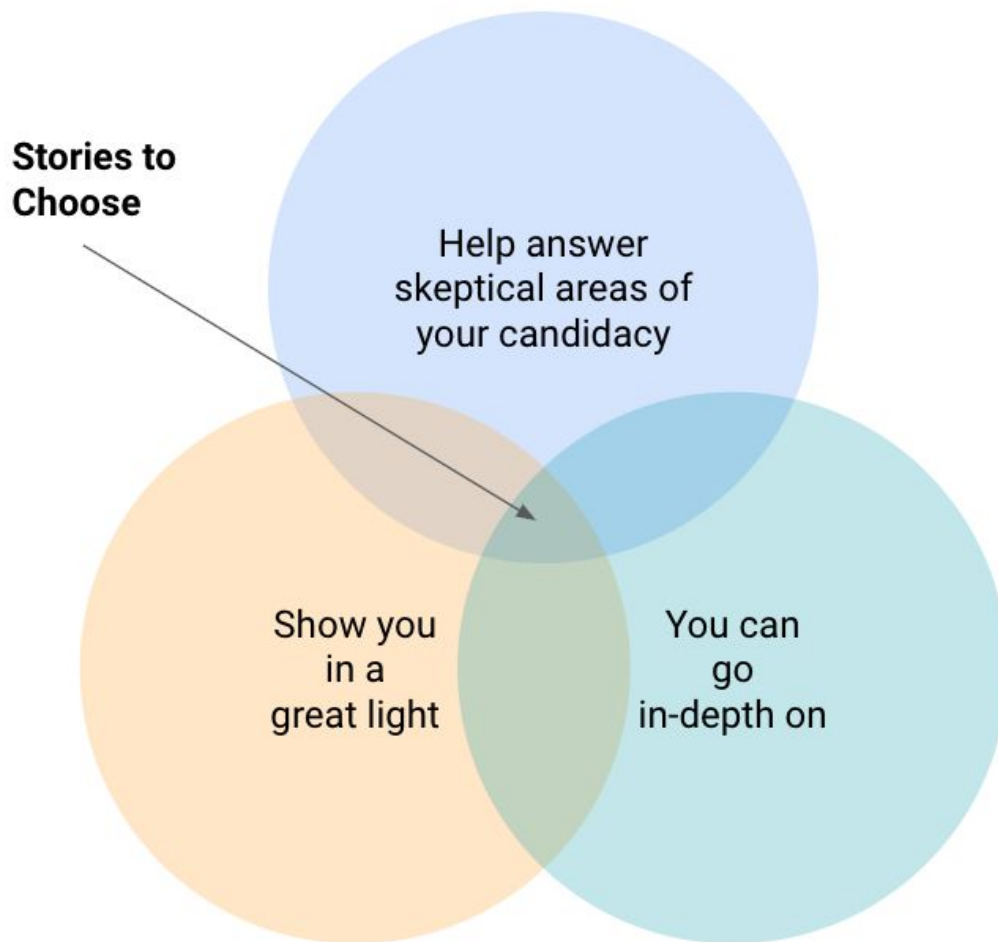 Stories to
Choose
Help answer
skeptical areas of
your candidacy
Show you
in a
great light
You can
go
in-depth on